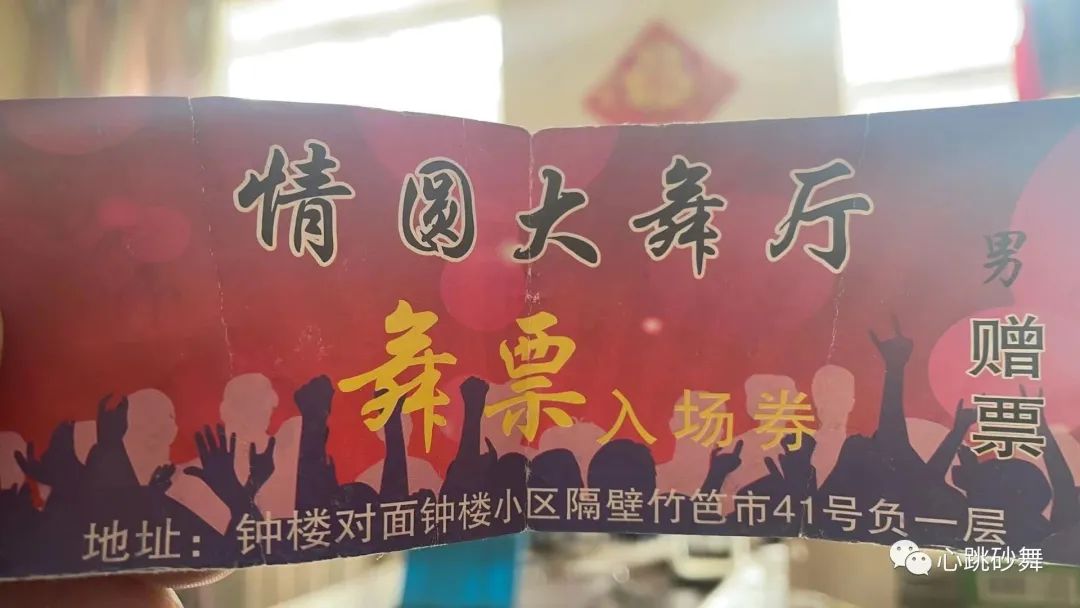 情圆大舞厅
男
赠票
舞票入场券
地址：钟楼对面钟楼小区隔壁竹笆市41号负一层
心跳砂舞